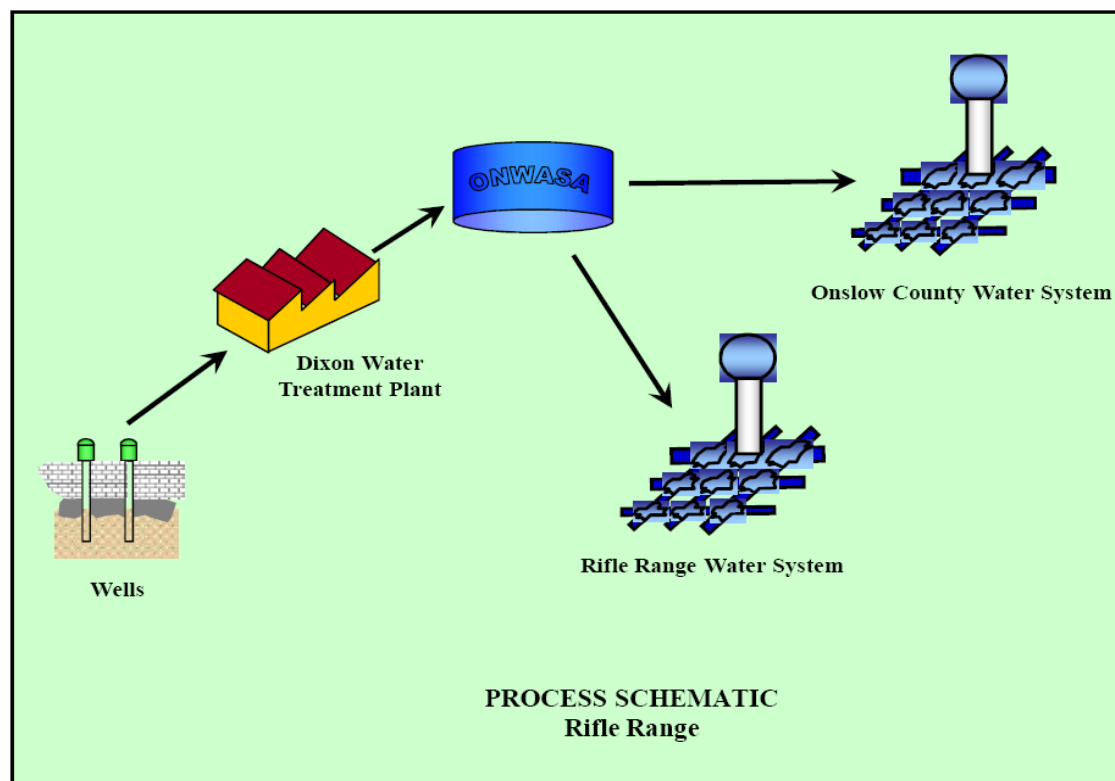 ONWASA
Onslow County Water System
Dixon Water
Treatment Plant
Rifle Range Water System
Wells
PROCESS SCHEMATIC
Rifle Range